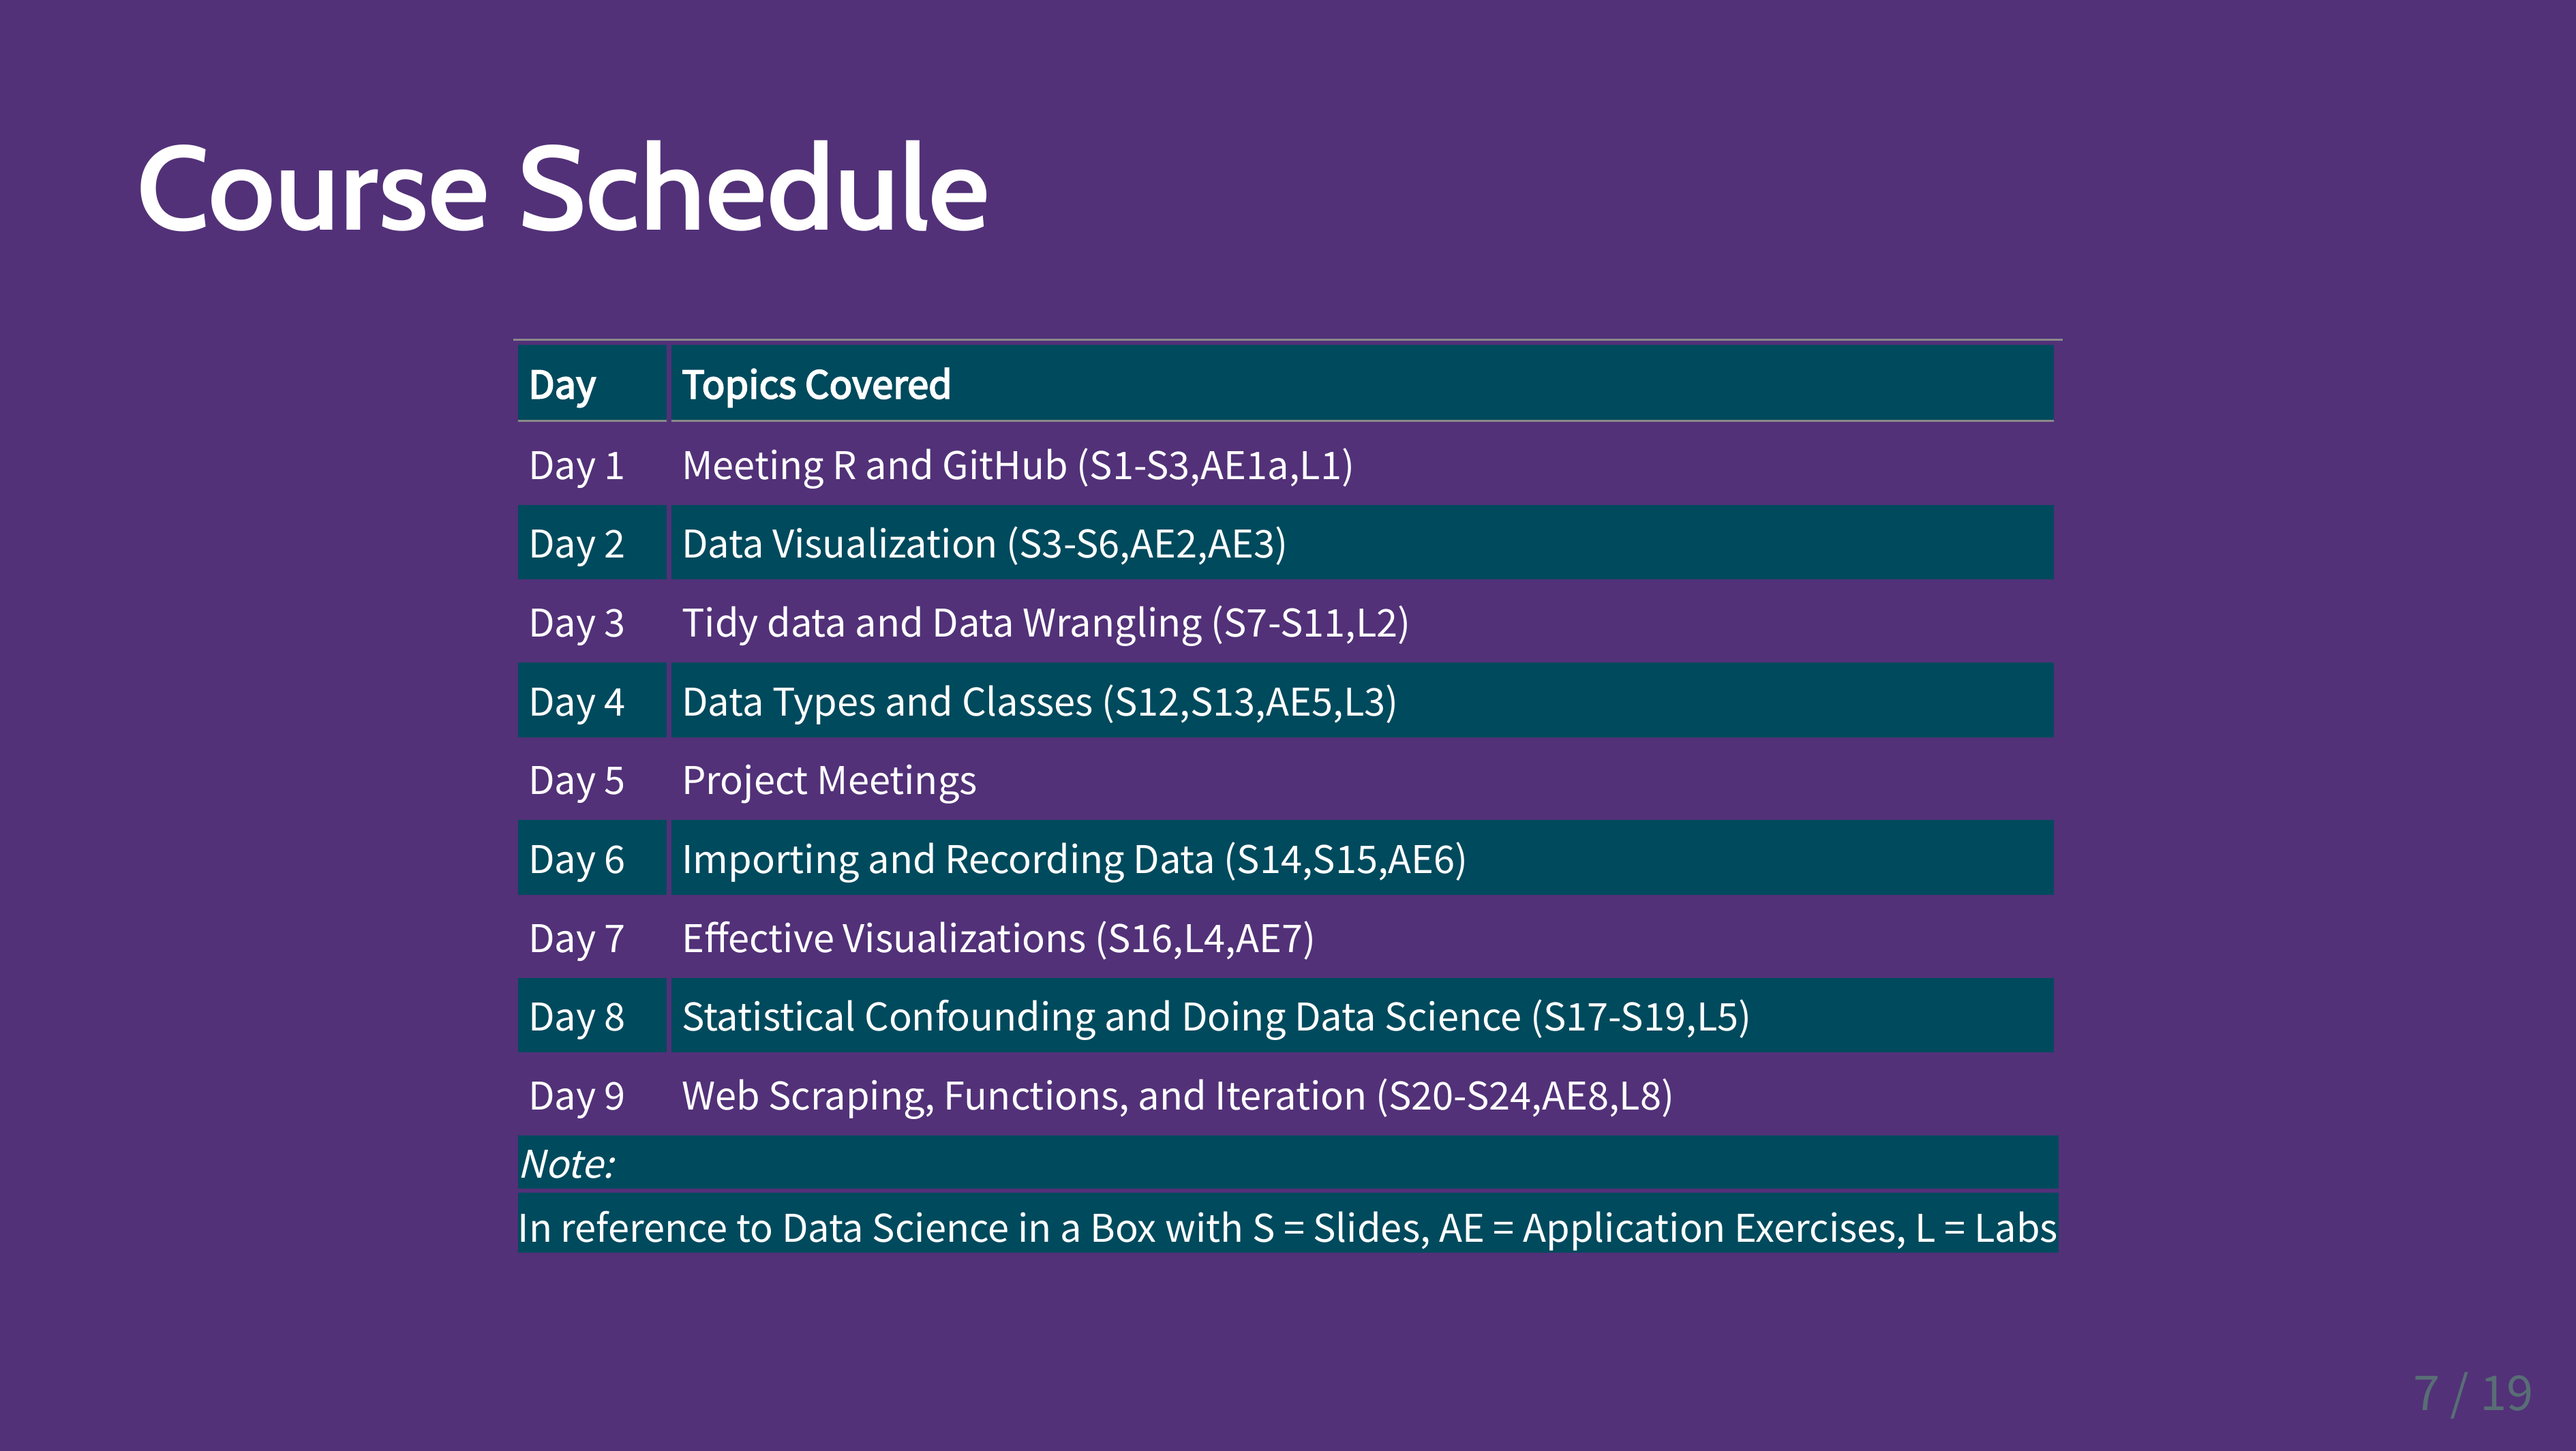 Course Schedule
Day Topics Covered
Day 1 Meeting R and GitHub (S1-S3,AE1a,L1)
Day 2 Data Visualization (S3-S6,AE2,AE3)
Day 3 Tidy data and Data Wrangling (S7-S11,L2)
Day 4 Data Types and Classes (S12,S13,AE5,L3)
Day 5 Project Meetings
Day 6 Importing and Recording Data (S14,S15,AE6)
Day 7 Effective Visualizations (S16,L4,AE7)
Day 8 Statistical Confounding and Doing Data Science (S17-S19,L5)
Day 9 Web Scraping, Functions, and Iteration (S20-S24,AE8,L8)
Note:
In reference to Data Science in a Box with S = Slides, AE = Application Exercises, L = Labs
7 / 19